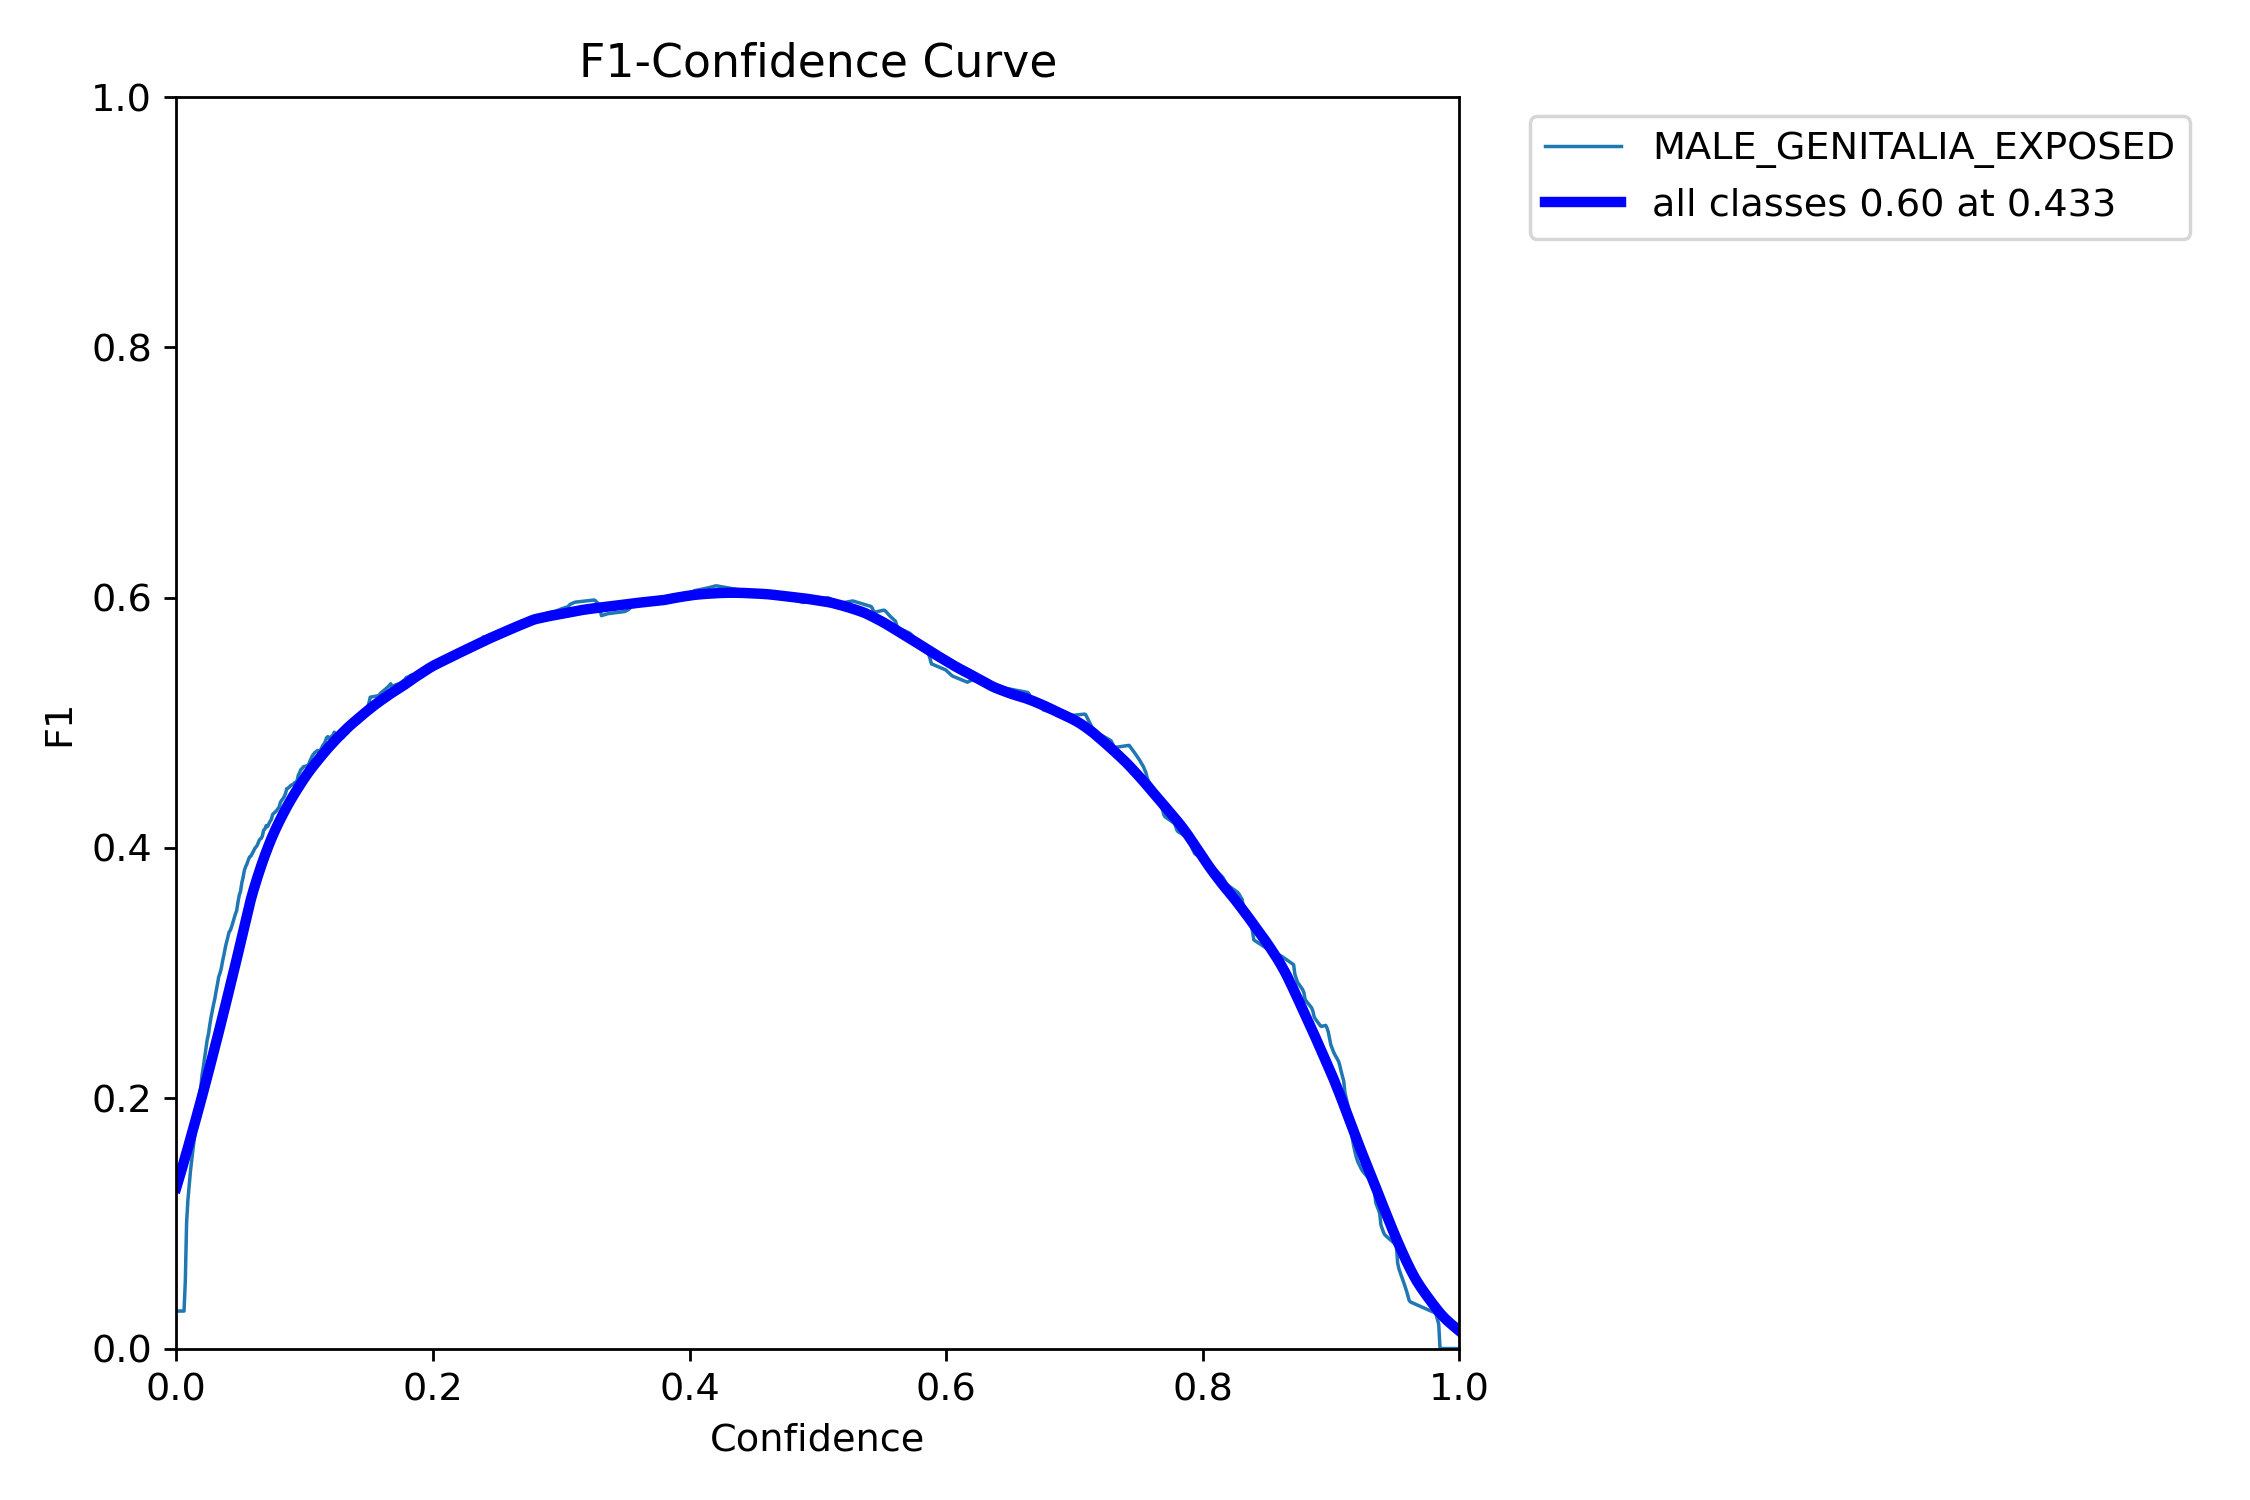 F1-Confidence Curve
MALE_GENITALIA_EXPOSED
all classes 0.60 at 0.433
1.0
0.8
0.6
0.4
0.2
0.0
F1
0.0 0.2 0.4 0.6 0.8 1.0
Confidence